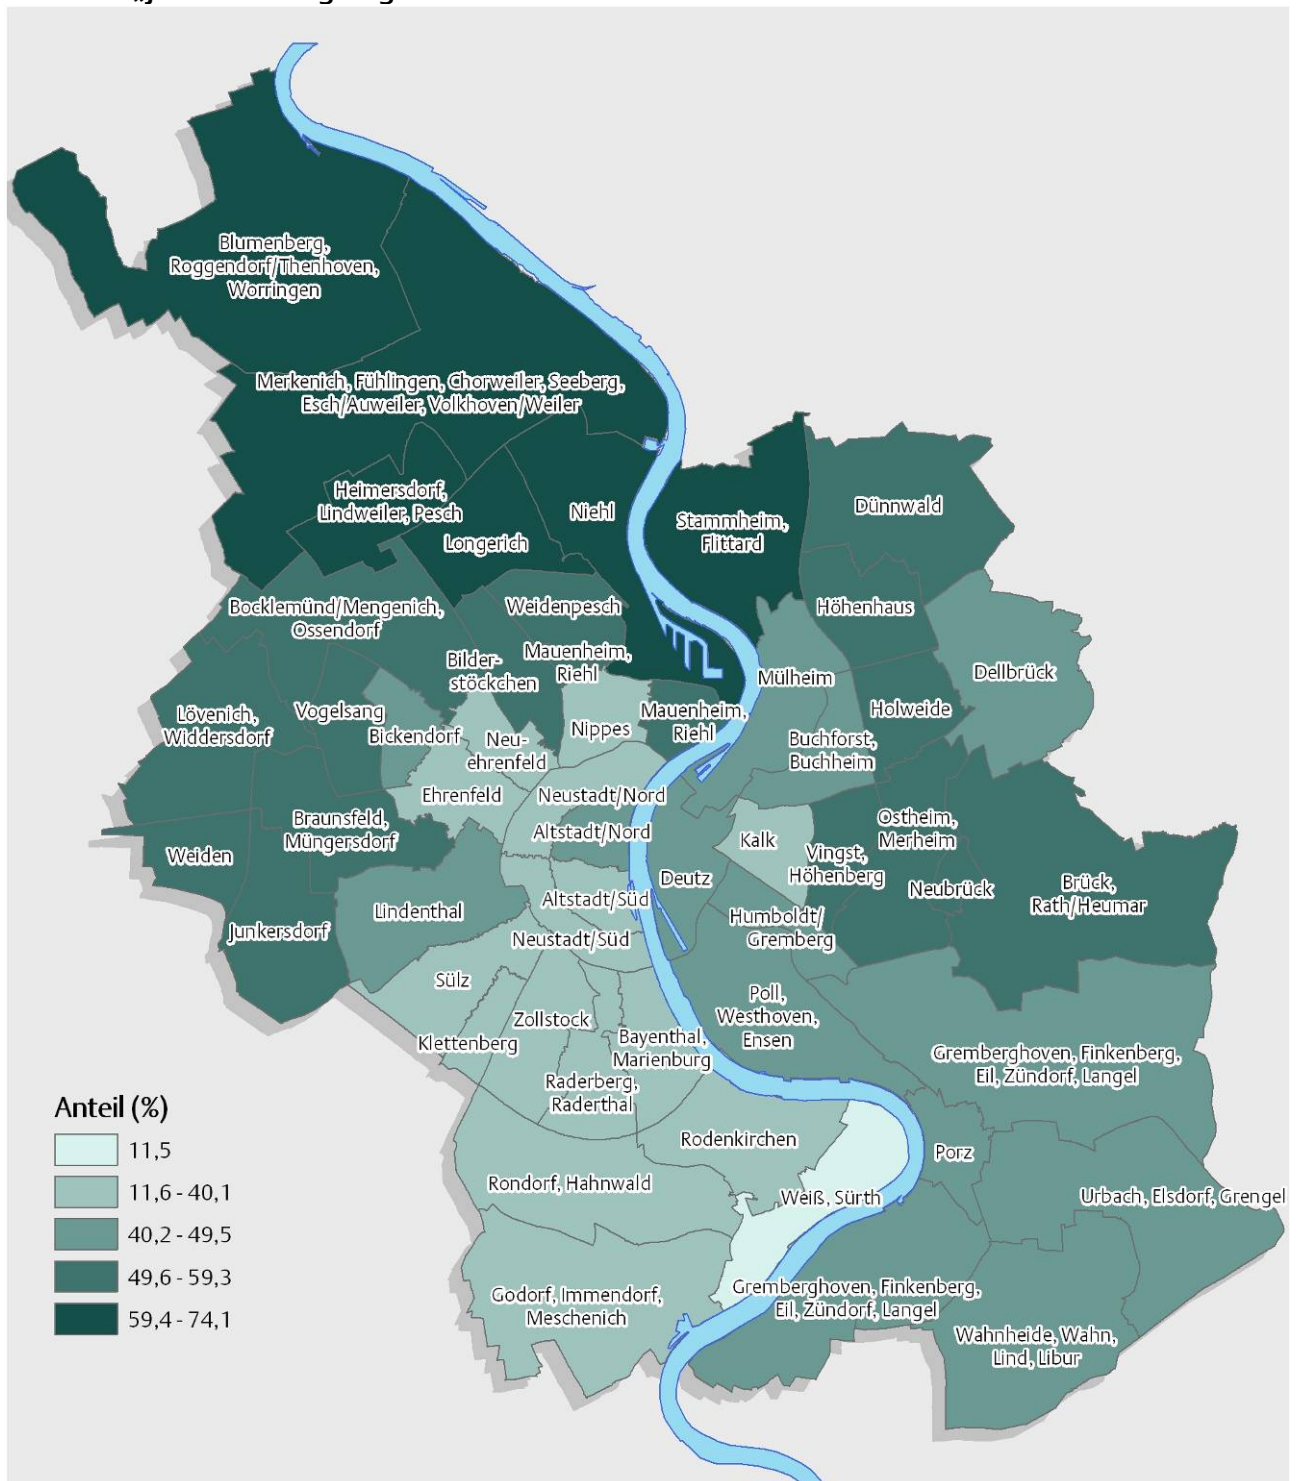 Blumenberg,
Roggendorf/Thenhoven,
Worringen
Merkenich, Fühlingen, Chorweiler, Seeberg,
Esch/Auweiler, Volkhoven/Weiler
Heimersdorf,
Lindweiler, Pesch
Niehl
Longerich
Stammheim,
Flittard
Dünnwald
Bocklemünd/Mengenich,
Ossendorf
Weidenpesch
Höhenhaus
Mauenheim,
Riehl
Bilder-
stöckchen
Mülheim
Dellbrück
Lövenich,
Widdersdorf
Vogelsang
Bickendorf
Neu-
ehrenfeld
Nippes
Mauenheim,
Riehl
Holweide
Buchforst,
Buchheim
Ehrenfeld
Neustadt/Nord
Altstadt/Nord
Braunsfeld,
Müngersdorf
Weiden
Kalk
Vingst,
Höhenberg
Ostheim,
Merheim
Neubrück
Brück,
Rath/Heumar
Deutz
Altstadt/Süd
Lindenthal
Junkersdorf
Neustadt/Süd
Humboldt/
Gremberg
Sülz
Klettenberg
Zollstock
Bayenthal,
Marienburg
Poll,
Westhoven,
Ensen
Gremberghoven, Finkenberg,
Eil, Zündorf, Langel
Raderberg,
Raderthal
Rodenkirchen
Porz
Rondorf, Hahnwald
Weiß, Sürth
Urbach, Elsdorf, Grengel
Godorf, Immendorf,
Meschenich
Gremberghoven, Finkenberg,
Eil, Zündorf, Langel
Wahnheide, Wahn,
Lind, Libur
Anteil (%)
11,5
11,6 - 40,1
40,2 - 49,5
49,6 - 59,3
59,4 - 74,1